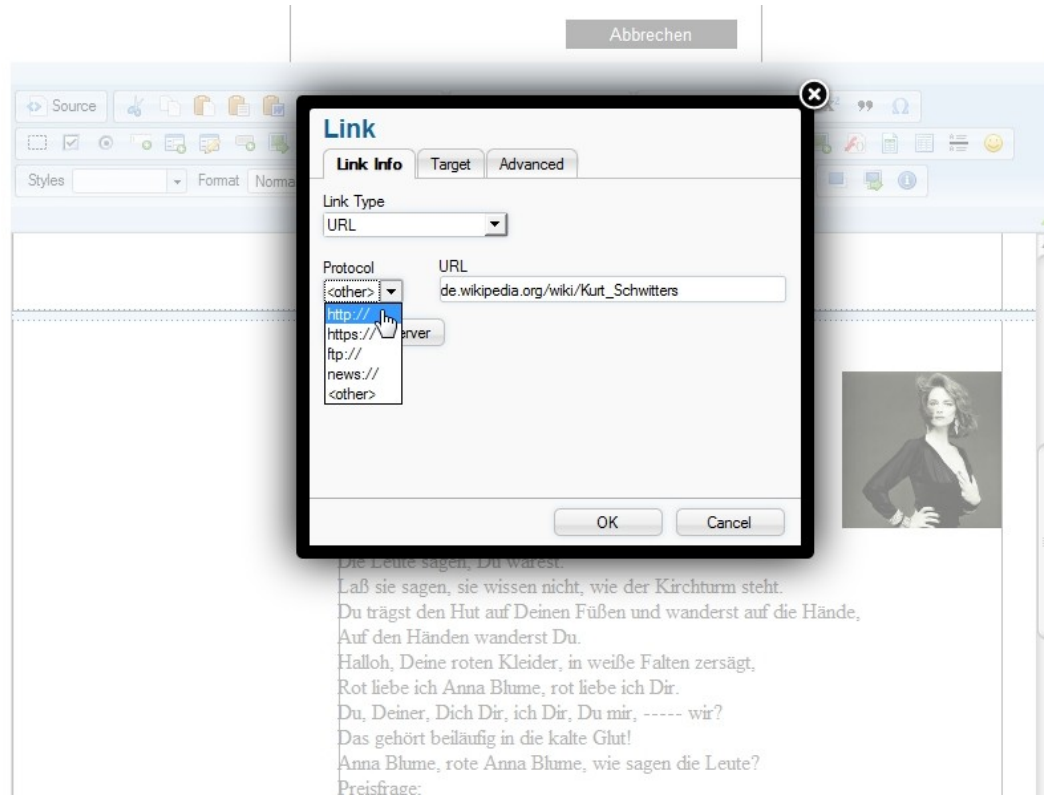 Abbrechen
Source
Styles Format Norma
Link
Link Info Target Advanced
Link Type
URL
Protocol URL
<other> de.wikipedia.org/wiki/Kurt_Schwitters
http://
https://
ftp://
news://
<other>
OK Cancel
Die Leute sagen, Du wärest.
Laß sie sagen, sie wissen nicht, wie der Kirchturm steht.
Du trägst den Hut auf Deinen Füßen und wanderst auf die Hände,
Auf den Händen wanderst Du.
Halloh, Deine roten Kleider, in weiße Falten zersägt,
Rot liebe ich Anna Blume, rot liebe ich Dir.
Du, Deiner, Dich Dir, ich Dir, Du mir, ----- wir?
Das gehört beiläufig in die kalte Glut!
Anna Blume, rote Anna Blume, wie sagen die Leute?
Preisfrage: